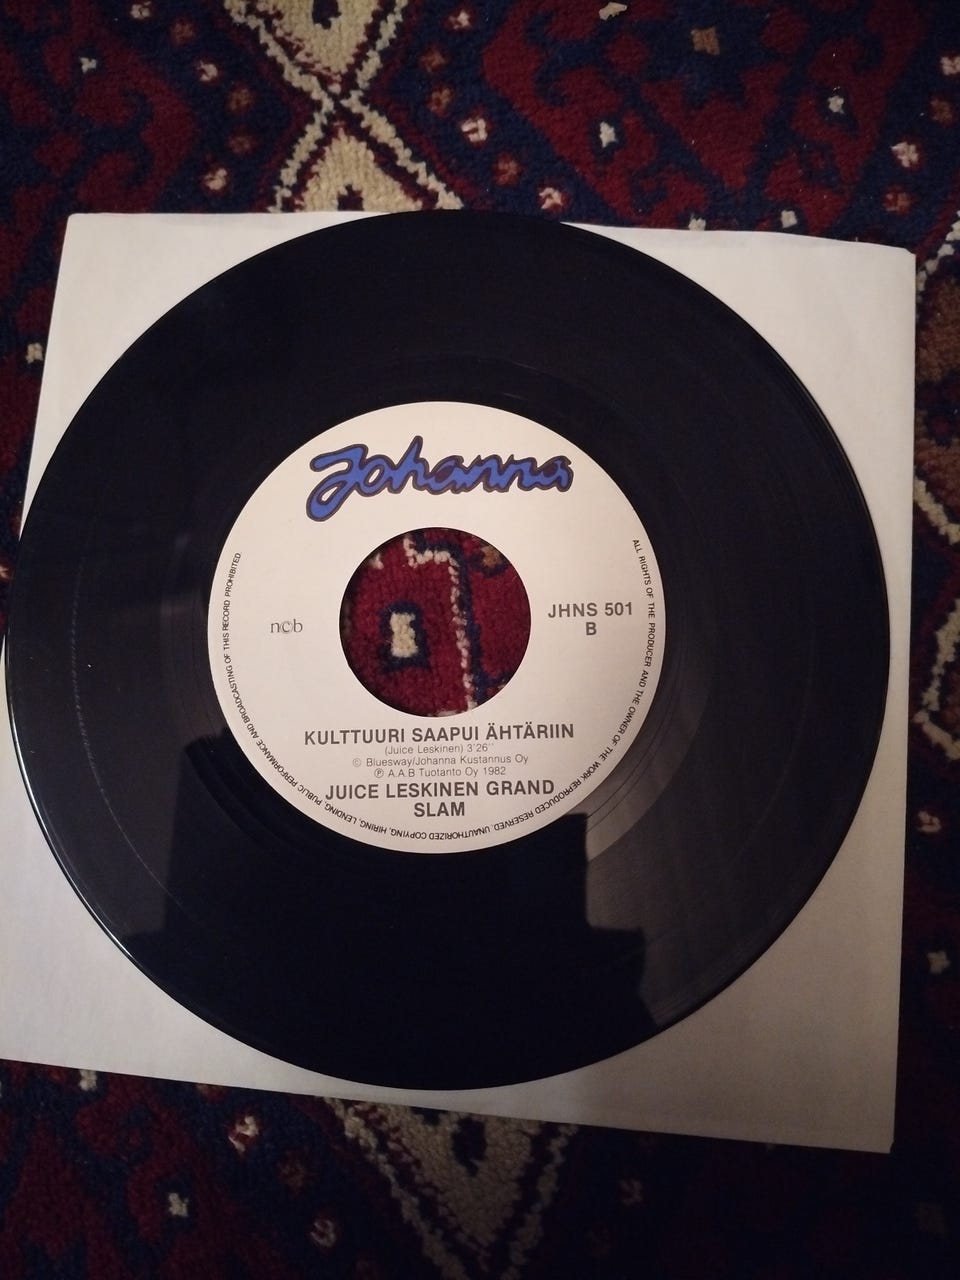 Johanna
ncb
JHNS 501
B
KULTTUURI SAAPUI ÄHTÄRIIN
(Juice Leskinen) 3'26''
© Bluesway/Johanna Kustannus Oy
Ⓟ A.A.B Tuotanto Oy 1982
JUICE LESKINEN GRAND
SLAM
ALL RIGHTS OF THE PRODUCER AND THE OWNER OF THE WORK REPRODUCED RESERVED. UNAUTHORIZED COPYING, HIRING, LENDING, PUBLIC PERFORMANCE AND BROADCASTING OF THIS RECORD PROHIBITED